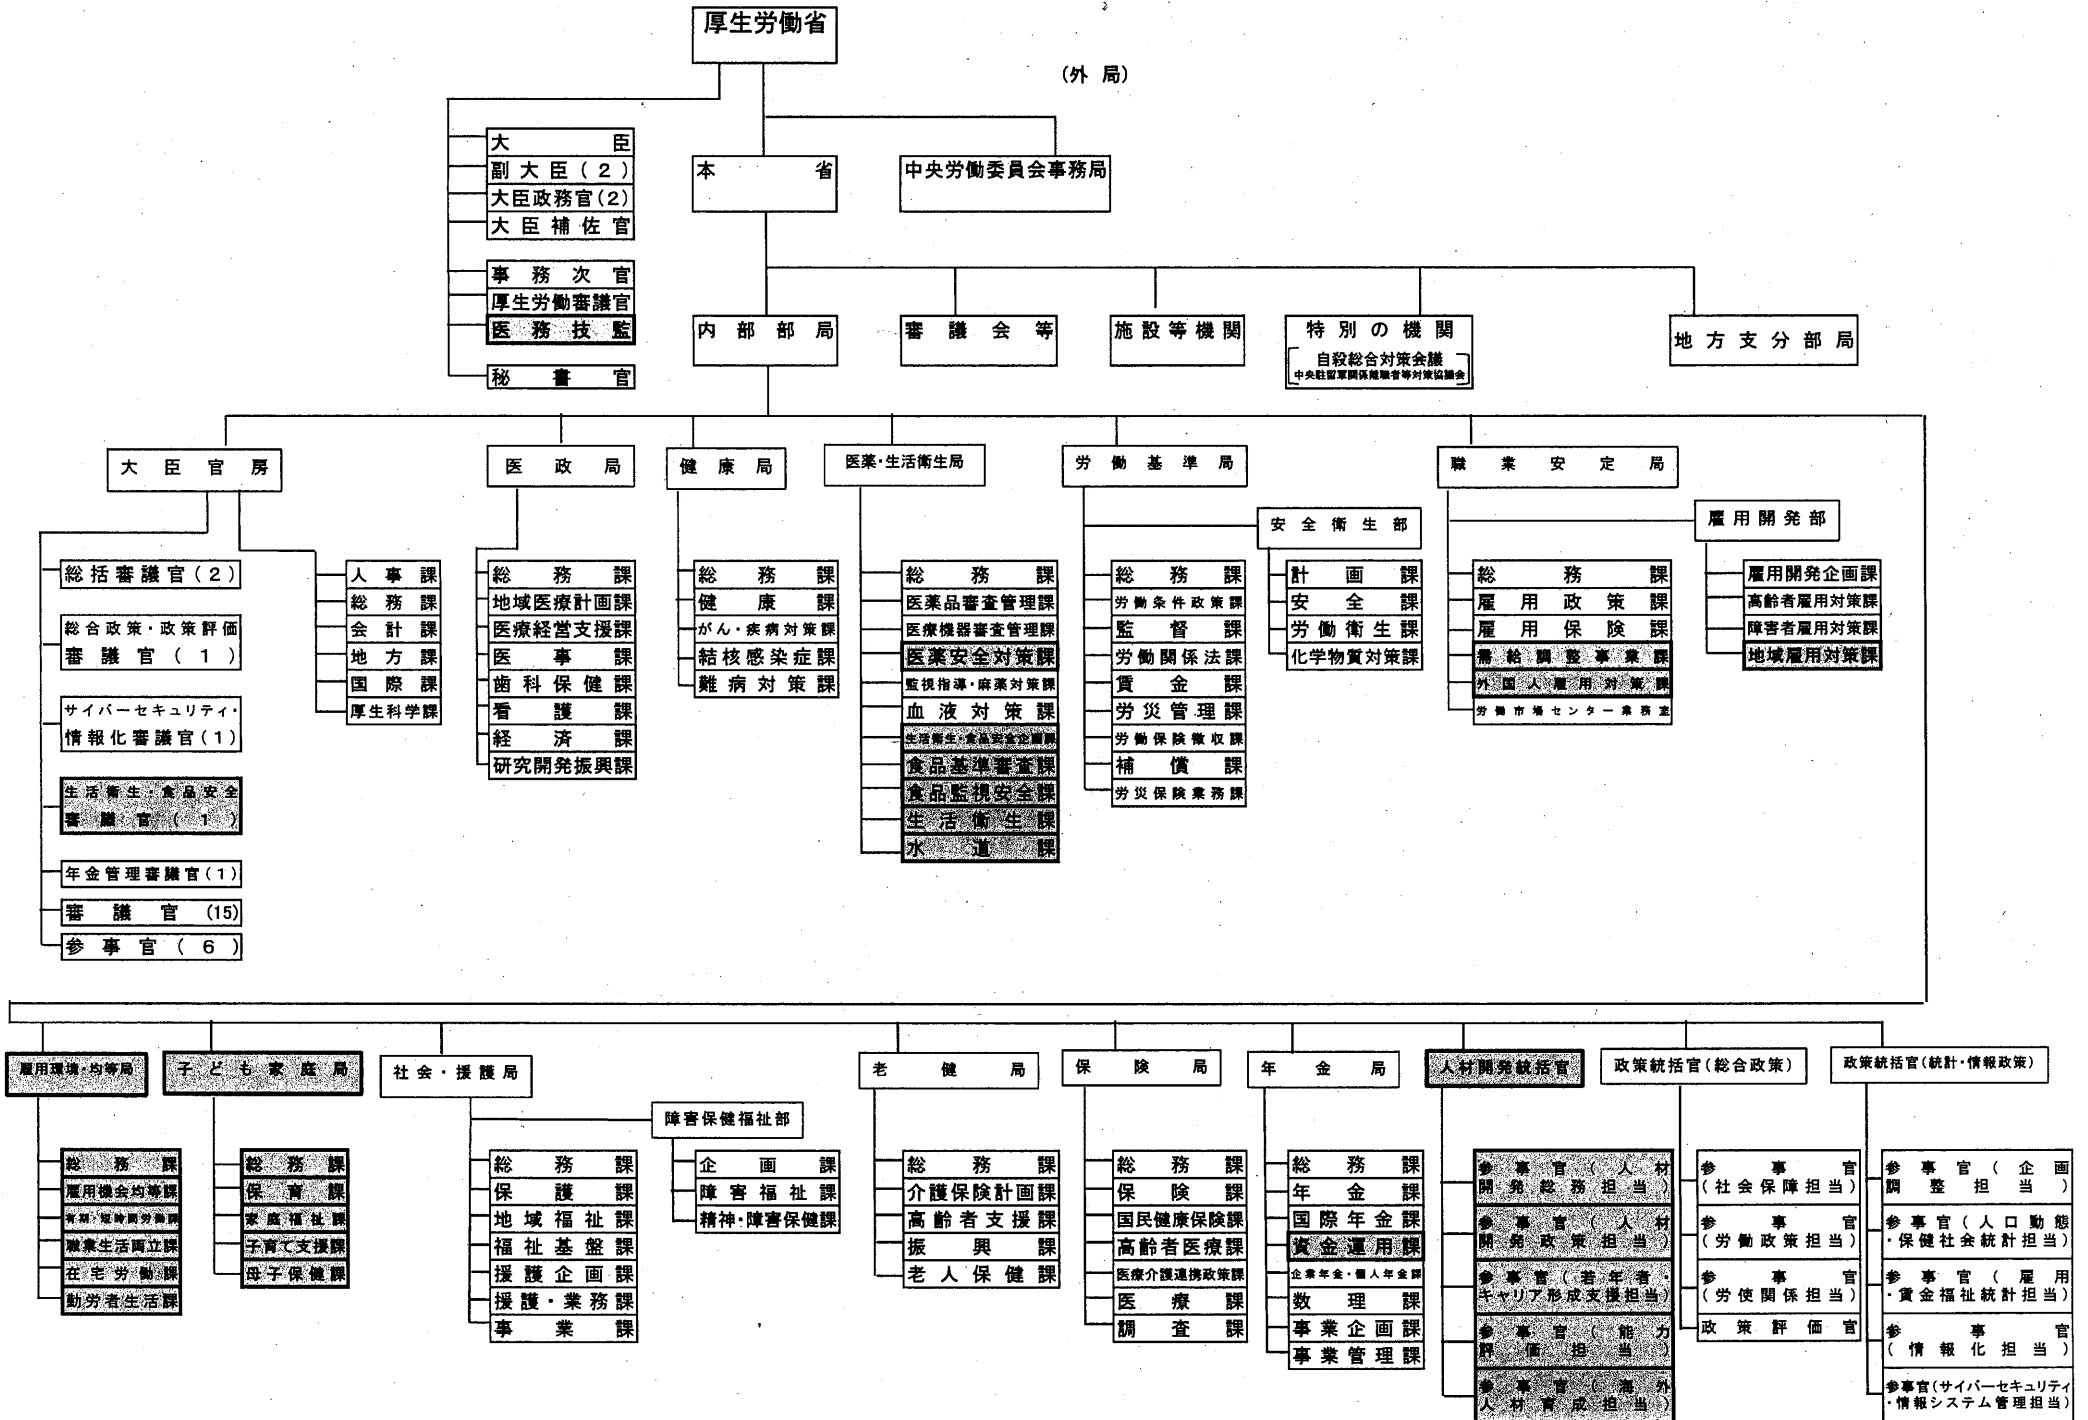 厚生労働省
(外 局)
大臣
副大臣(2)
大臣政務官(2)
大臣補佐官
事務次官
厚生労働審議官
医務技監
秘書官
本省
中央労働委員会事務局
内部部局
審議会等
施設等機関
特別の機関
自殺総合対策会議
中央駐留軍関係離職者等対策協議会
地方支分部局
大臣官房
総括審議官(2)
総合政策・政策評価
審議官(1)
サイバーセキュリティ・
情報化審議官(1)
生活衛生・食品安全
審議官(1)
年金管理審議官(1)
審議官(15)
参事官(6)
人事課
総務課
会計課
地方課
国際課
厚生科学課
医政局
総務課
地域医療計画課
医療経営支援課
医事課
歯科保健課
看護課
経済課
研究開発振興課
健康局
総務課
健康課
がん・疾病対策課
結核感染症課
難病対策課
医薬・生活衛生局
総務課
医薬品審査管理課
医療機器審査管理課
医薬安全対策課
監視指導・麻薬対策課
血液対策課
生活衛生・食品安全企画課
食品基準審査課
食品監視安全課
生活衛生課
水道課
労働基準局
総務課
労働条件政策課
監督課
労働関係法課
賃金課
労災管理課
労働保険徴収課
補償課
労災保険業務課
安全衛生部
計画課
安全課
労働衛生課
化学物質対策課
職業安定局
総務課
雇用政策課
雇用保険課
需給調整事業課
外国人雇用対策課
労働市場センター業務室
雇用開発部
雇用開発企画課
高齢者雇用対策課
障害者雇用対策課
地域雇用対策課
雇用環境・均等局
総務課
雇用機会均等課
有期・短時間労働課
職業生活両立課
在宅労働課
勤労者生活課
子ども家庭局
総務課
保育課
家庭福祉課
子育て支援課
母子保健課
社会・援護局
総務課
保護課
地域福祉課
福祉基盤課
援護企画課
援護・業務課
事業課
障害保健福祉部
企画課
障害福祉課
精神・障害保健課
老健局
総務課
介護保険計画課
高齢者支援課
振興課
老人保健課
保険局
総務課
保険課
国民健康保険課
高齢者医療課
医療介護連携政策課
医療課
調査課
年金局
総務課
年金課
国際年金課
資金運用課
企業年金・個人年金課
数理課
事業企画課
事業管理課
人材開発統括官
参事官(人材
開発総務担当)
参事官(人材
開発政策担当)
参事官(若年者・
キャリア形成支援担当)
参事官(能力
評価担当)
参事官(海外
人材育成担当)
政策統括官(総合政策)
参事官
(社会保障担当)
参事官
(労働政策担当)
参事官
(労使関係担当)
政策評価官
政策統括官(統計・情報政策)
参事官(企画
調整担当)
参事官(人口動態
・保健社会統計担当)
参事官(雇用
・賃金福祉統計担当)
参事官
(情報化担当)
参事官(サイバーセキュリティ
・情報システム管理担当)